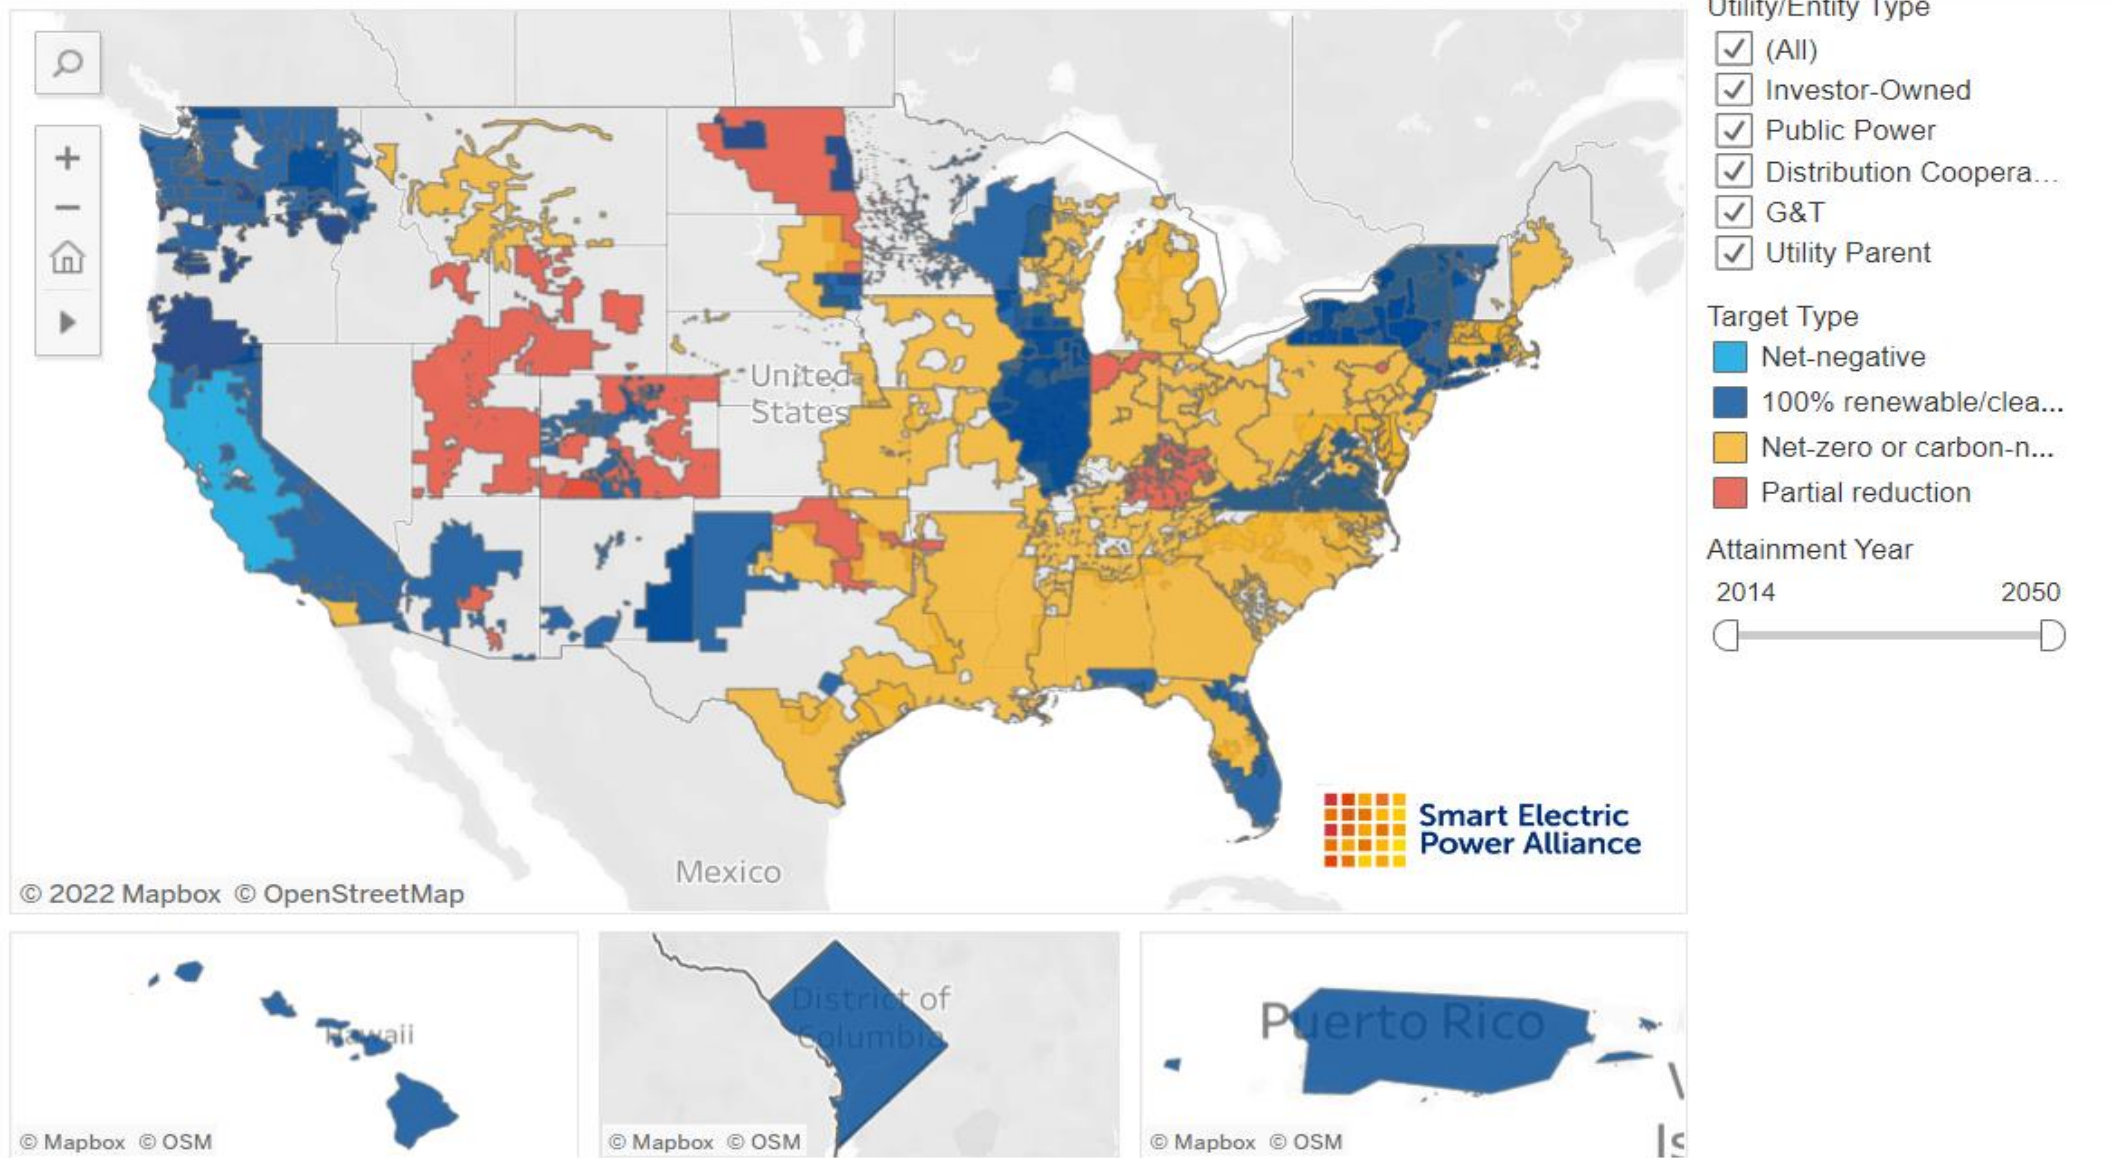 United
States
Mexico
Smart Electric
Power Alliance
© 2022 Mapbox © OpenStreetMap
Utility/Entity Type
(All)
Investor-Owned
Public Power
Distribution Coopera...
G&T
Utility Parent
Target Type
Net-negative
100% renewable/clea...
Net-zero or carbon-n...
Partial reduction
Attainment Year
2014 2050
Hawaii
© Mapbox © OSM
District of
Columbia
© Mapbox © OSM
Puerto Rico
© Mapbox © OSM